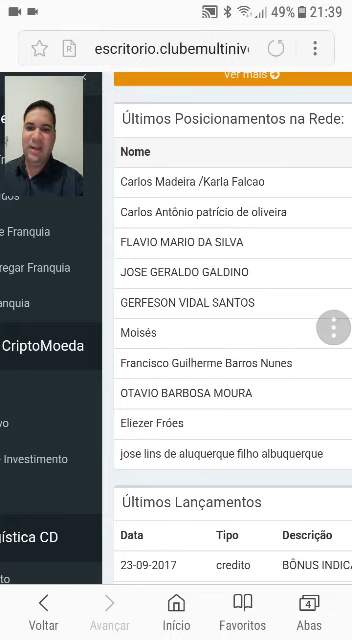 49% 21:39
escritorio.clubemultinive
Ver mais
Últimos Posicionamentos na Rede:
Nome
Carlos Madeira /Karla Falcao
Carlos Antônio patrício de oliveira
e Franquia
FLAVIO MARIO DA SILVA
regar Franquia
JOSE GERALDO GALDINO
anquia
GERFESON VIDAL SANTOS
Moisés
CriptoMoeda
Francisco Guilherme Barros Nunes
OTAVIO BARBOSA MOURA
vo
Eliezer Fróes
Investimento
jose lins de aluquerque filho albuquerque
Últimos Lançamentos
Data Tipo Descrição
ística CD
23-09-2017 credito BÔNUS INDICA
to
Voltar Avançar Início Favoritos 4 Abas